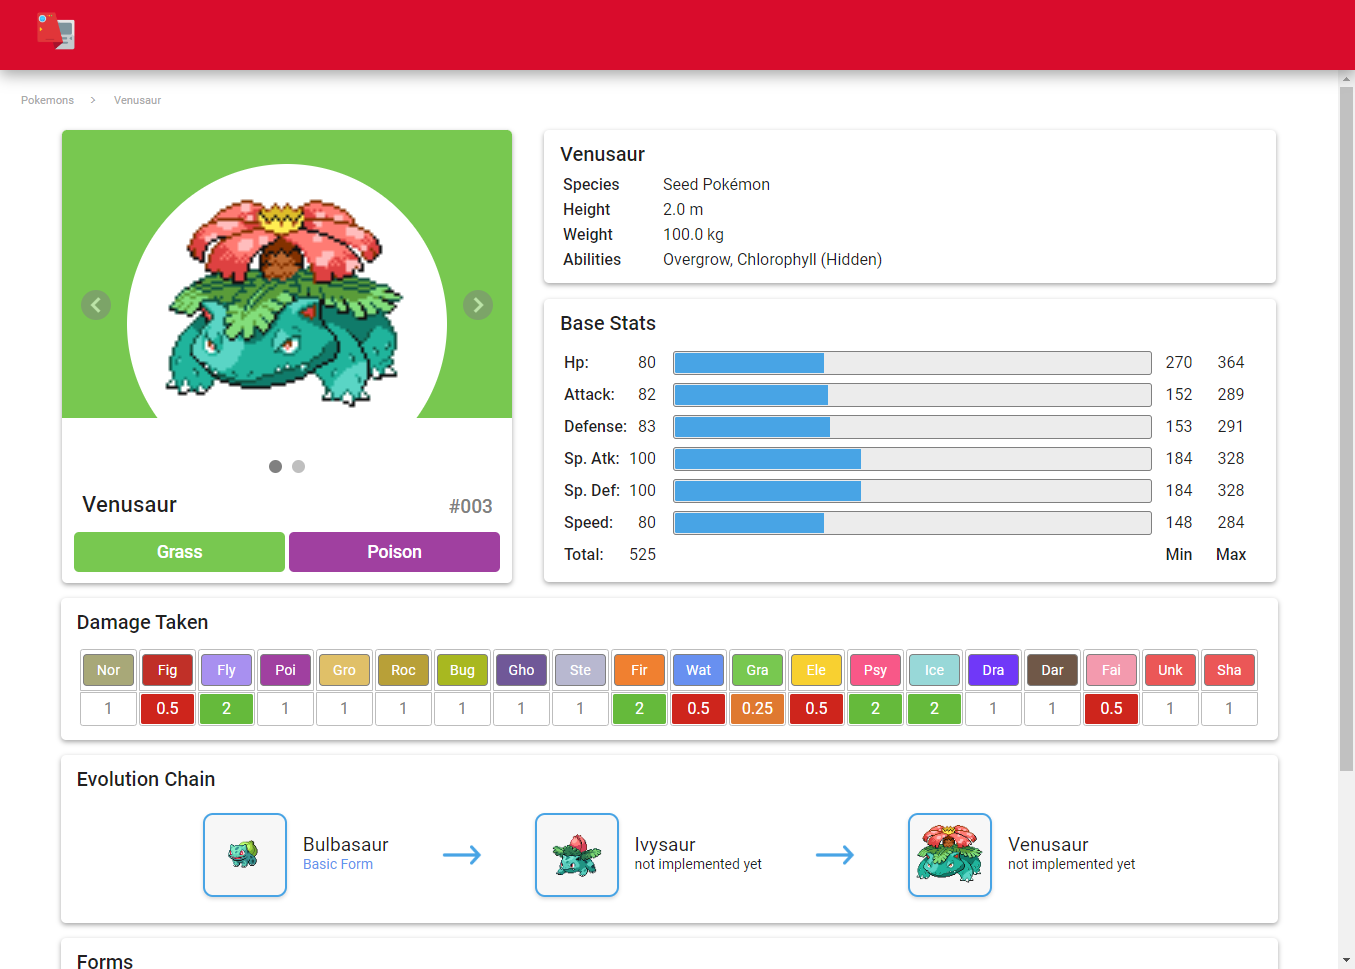 Pokemons > Venusaur
Venusaur #003
Grass Poison
Venusaur
Species Seed Pokémon
Height 2.0 m
Weight 100.0 kg
Abilities Overgrow, Chlorophyll (Hidden)
Base Stats
Hp: 80 270 364
Attack: 82 152 289
Defense: 83 153 291
Sp. Atk: 100 184 328
Sp. Def: 100 184 328
Speed: 80 148 284
Total: 525 Min Max
Damage Taken
Nor Fig Fly Poi Gro Roc Bug Gho Ste Fir Wat Gra Ele Psy Ice Dra Dar Fai Unk Sha
1 0.5 2 1 1 1 1 1 1 2 0.5 0.25 0.5 2 2 1 1 0.5 1 1
Evolution Chain
Bulbasaur
Basic Form
Ivysaur
not implemented yet
Venusaur
not implemented yet
Forms